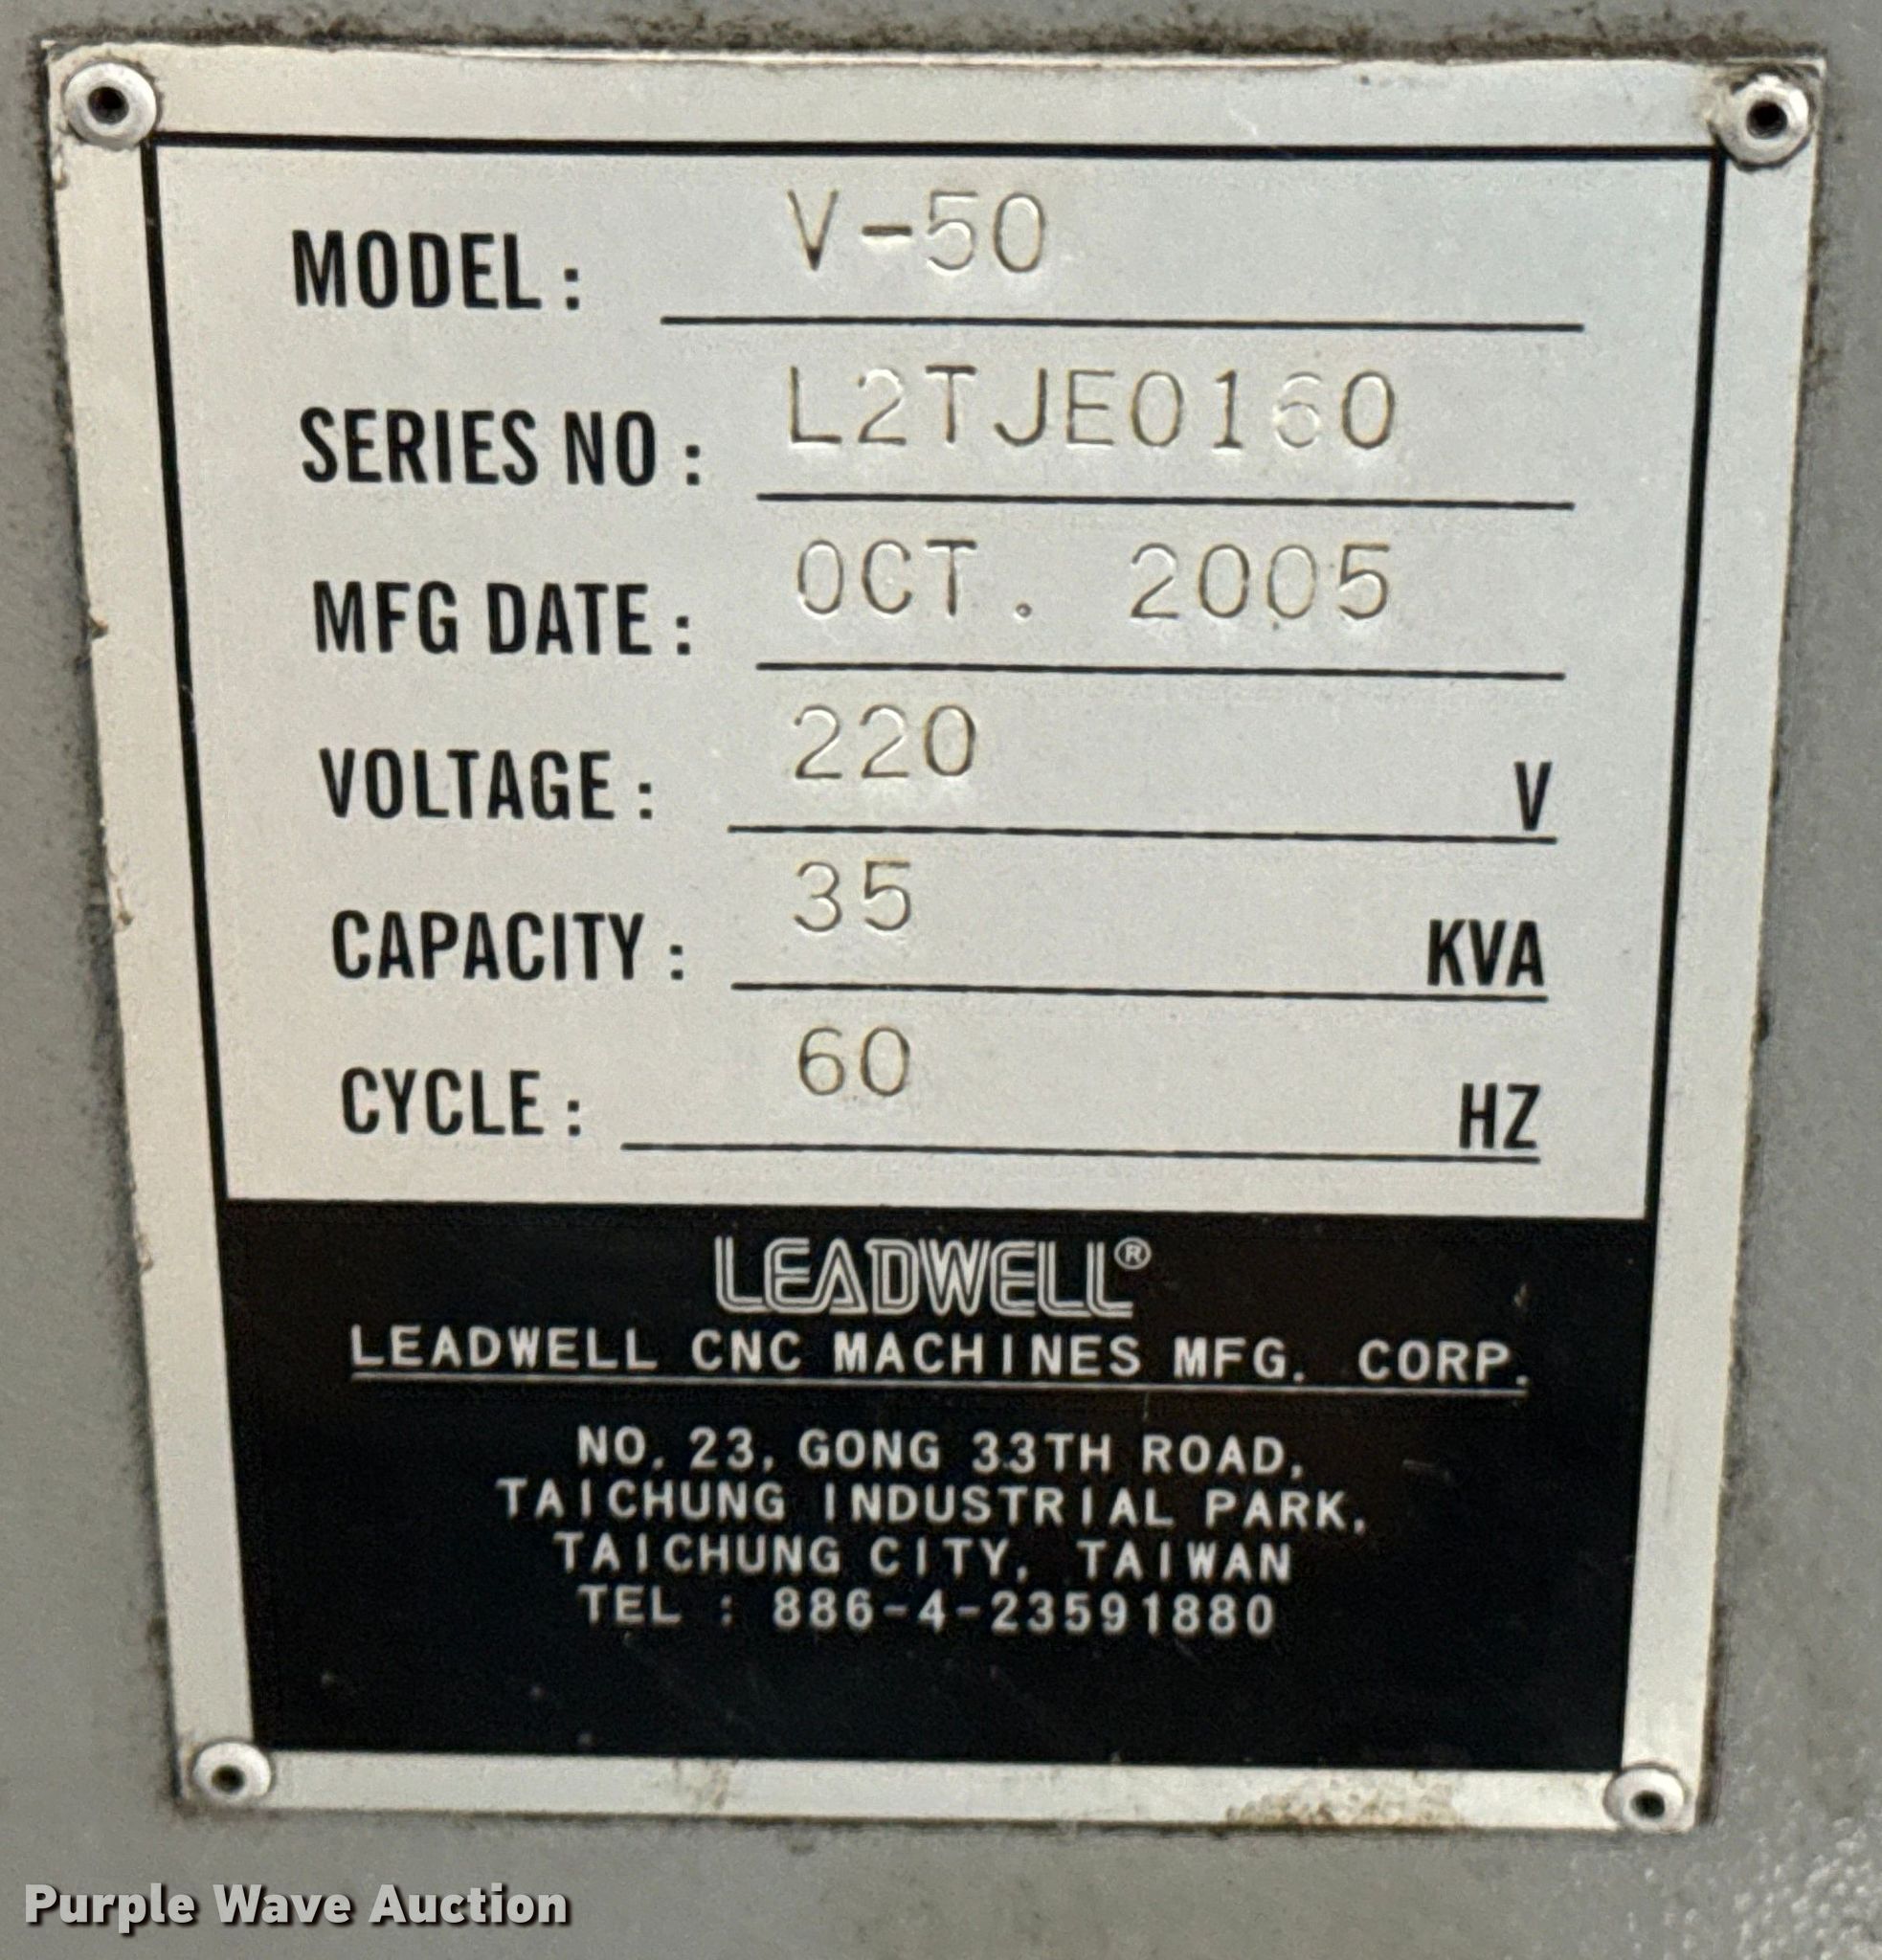 MODEL: V-50
SERIES NO: L2TJE0160
MFG DATE: OCT. 2005
VOLTAGE: 220 V
CAPACITY: 35 KVA
CYCLE: 60 HZ
LEADWELL®
LEADWELL CNC MACHINES MFG. CORP.
NO. 23, GONG 33TH ROAD,
TAICHUNG INDUSTRIAL PARK,
TAICHUNG CITY, TAIWAN
TEL : 886-4-23591880
Purple Wave Auction